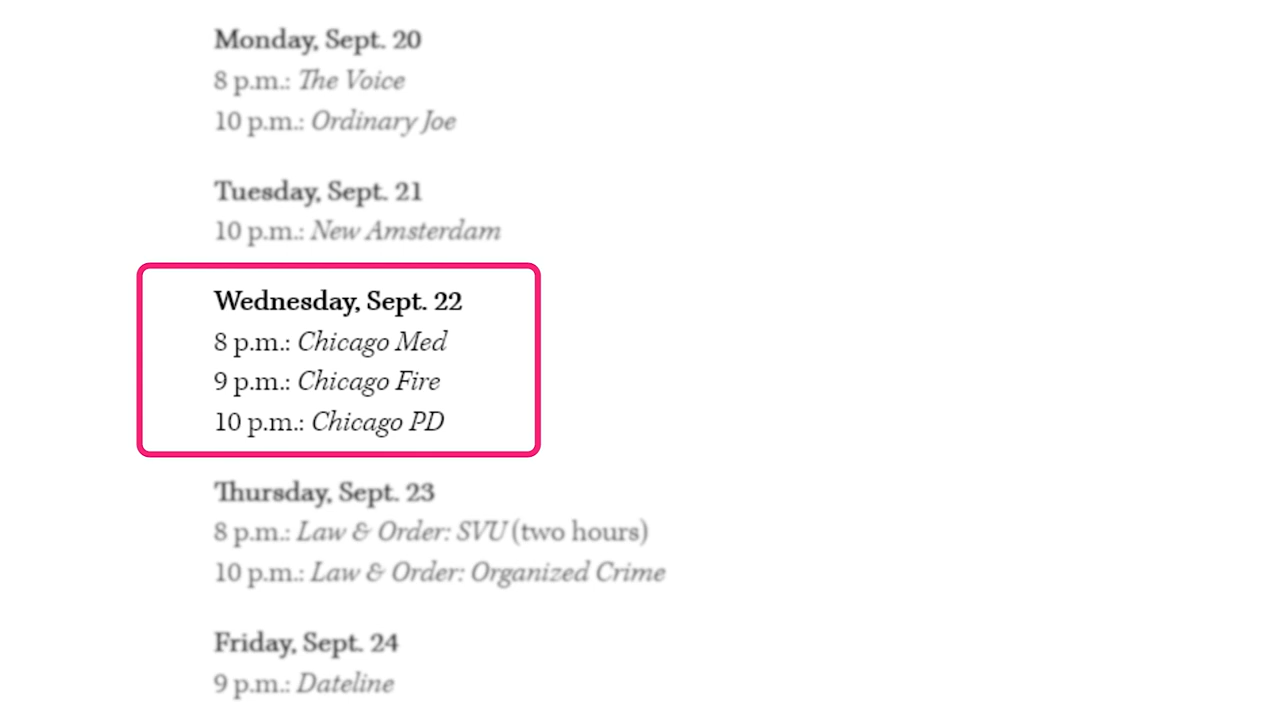 Monday, Sept. 20
8 p.m.: The Voice
10 p.m.: Ordinary Joe
Tuesday, Sept. 21
10 p.m.: New Amsterdam
Wednesday, Sept. 22
8 p.m.: Chicago Med
9 p.m.: Chicago Fire
10 p.m.: Chicago PD
Thursday, Sept. 23
8 p.m.: Law & Order: SVU (two hours)
10 p.m.: Law & Order: Organized Crime
Friday, Sept. 24
9 p.m.: Dateline